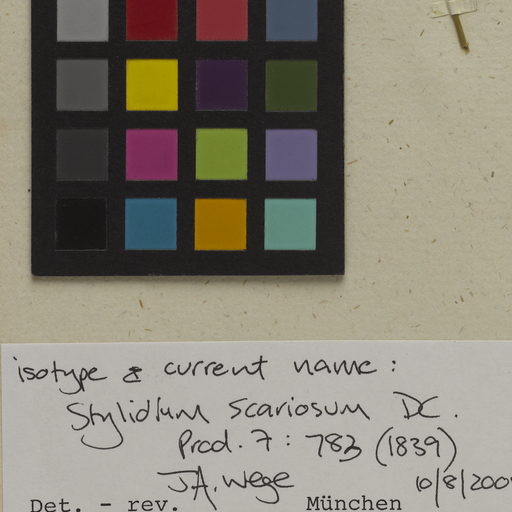 isotype & current name:
Stylidium scariosum DC.
Prod. 7: 783 (1839)
J.A. Wege 10/8/200
Det. - rev. München